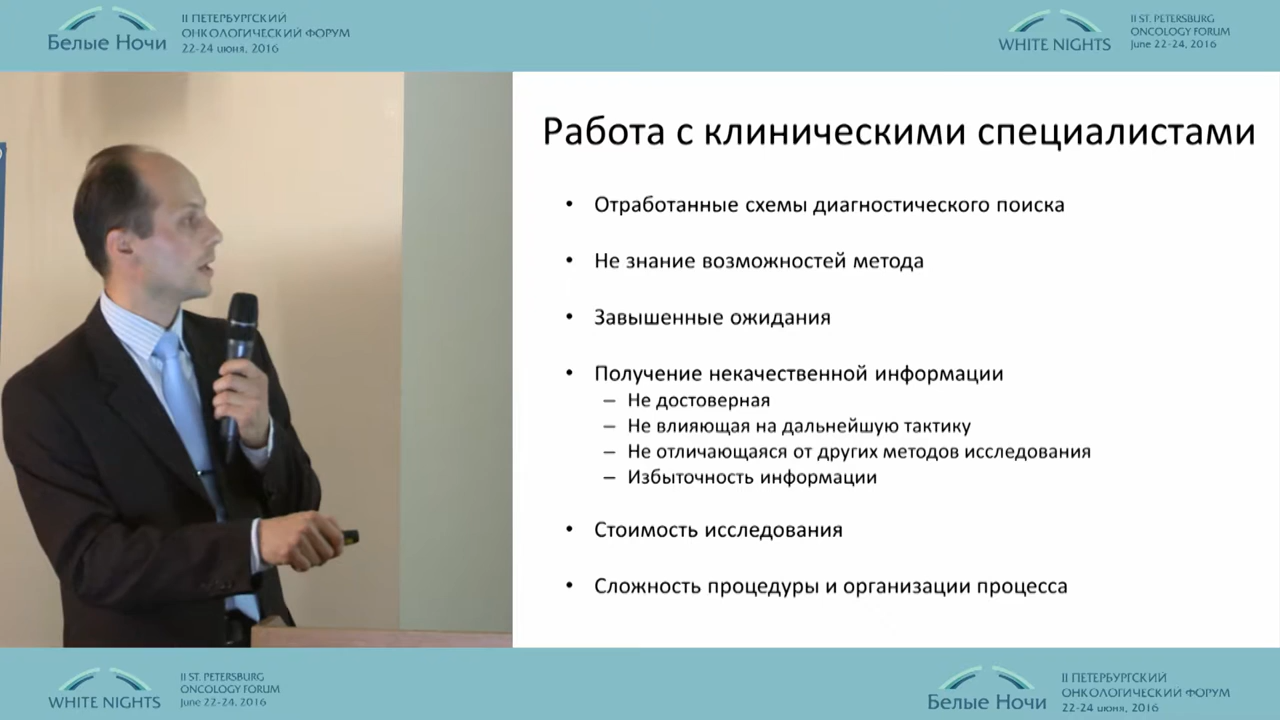 Белые Ночи
II ПЕТЕРБУРГСКИЙ
ОНКОЛОГИЧЕСКИЙ ФОРУМ
22-24 июня, 2016
WHITE NIGHTS
II ST. PETERSBURG
ONCOLOGY FORUM
June 22-24, 2016
Работа с клиническими специалистами
• Отработанные схемы диагностического поиска
• Не знание возможностей метода
• Завышенные ожидания
• Получение некачественной информации
– Не достоверная
– Не влияющая на дальнейшую тактику
– Не отличающаяся от других методов исследования
– Избыточность информации
• Стоимость исследования
• Сложность процедуры и организации процесса
WHITE NIGHTS
II ST. PETERSBURG
ONCOLOGY FORUM
June 22-24, 2016
Белые Ночи
II ПЕТЕРБУРГСКИЙ
ОНКОЛОГИЧЕСКИЙ ФОРУМ
22-24 июня, 2016